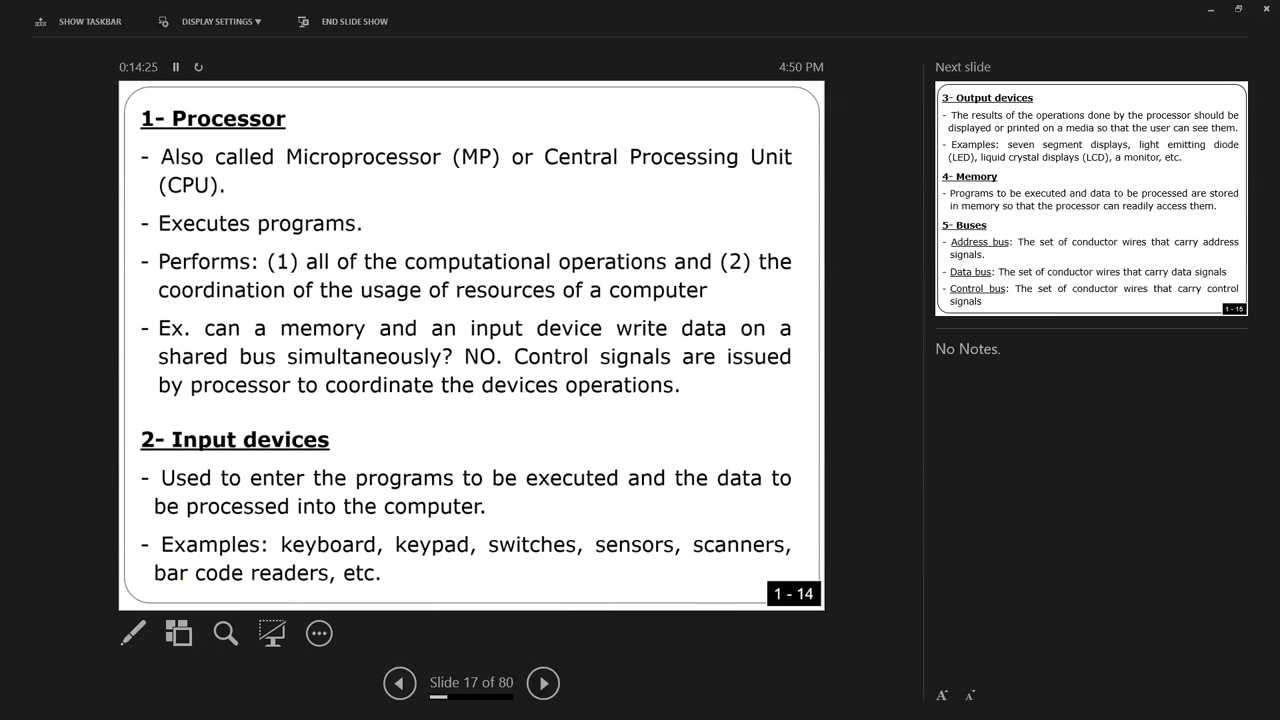 SHOW TASKBAR
DISPLAY SETTINGS ▼
END SLIDE SHOW
0:14:25
4:50 PM
1- Processor
- Also called Microprocessor (MP) or Central Processing Unit
(CPU).
- Executes programs.
- Performs: (1) all of the computational operations and (2) the
coordination of the usage of resources of a computer
- Ex. can a memory and an input device write data on a
shared bus simultaneously? NO. Control signals are issued
by processor to coordinate the devices operations.
2- Input devices
- Used to enter the programs to be executed and the data to
be processed into the computer.
- Examples: keyboard, keypad, switches, sensors, scanners,
bar code readers, etc.
1 - 14
Slide 17 of 80
Next slide
3- Output devices
- The results of the operations done by the processor should be
displayed or printed on a media so that the user can see them.
- Examples: seven segment displays, light emitting diode
(LED), liquid crystal displays (LCD), a monitor, etc.
4- Memory
- Programs to be executed and data to be processed are stored
in memory so that the processor can readily access them.
5- Buses
- Address bus: The set of conductor wires that carry address
signals.
- Data bus: The set of conductor wires that carry data signals
- Control bus: The set of conductor wires that carry control
signals
1 - 15
No Notes.
A A